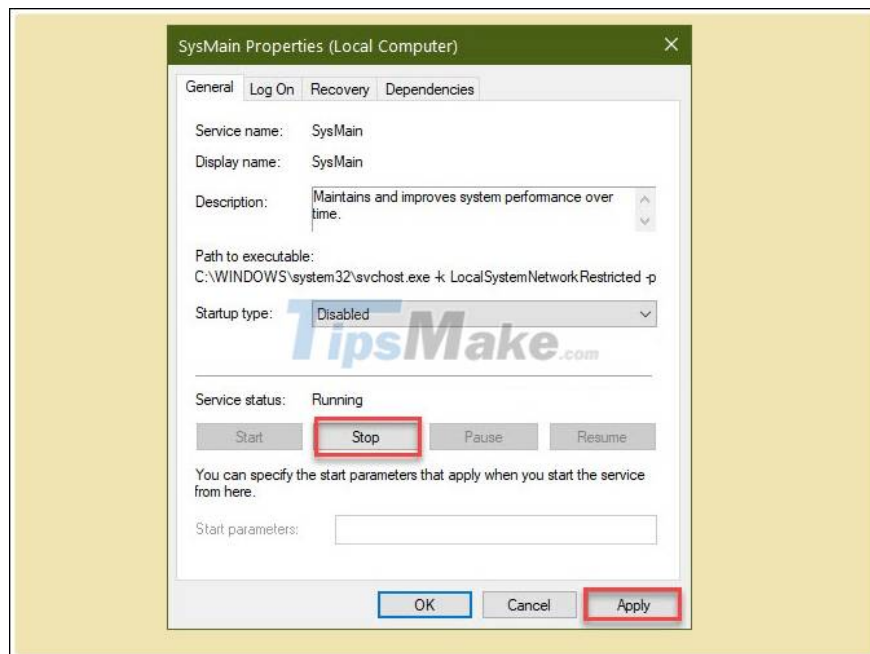 SysMain Properties (Local Computer)
General Log On Recovery Dependencies
Service name: SysMain
Display name: SysMain
Description: Maintains and improves system performance over
time.
Path to executable:
C:\WINDOWS\system32\svchost.exe -k LocalSystemNetworkRestricted -p
Startup type: Disabled
TipsMake.com
Service status: Running
Start Stop Pause Resume
You can specify the start parameters that apply when you start the service
from here.
Start parameters:
OK Cancel Apply